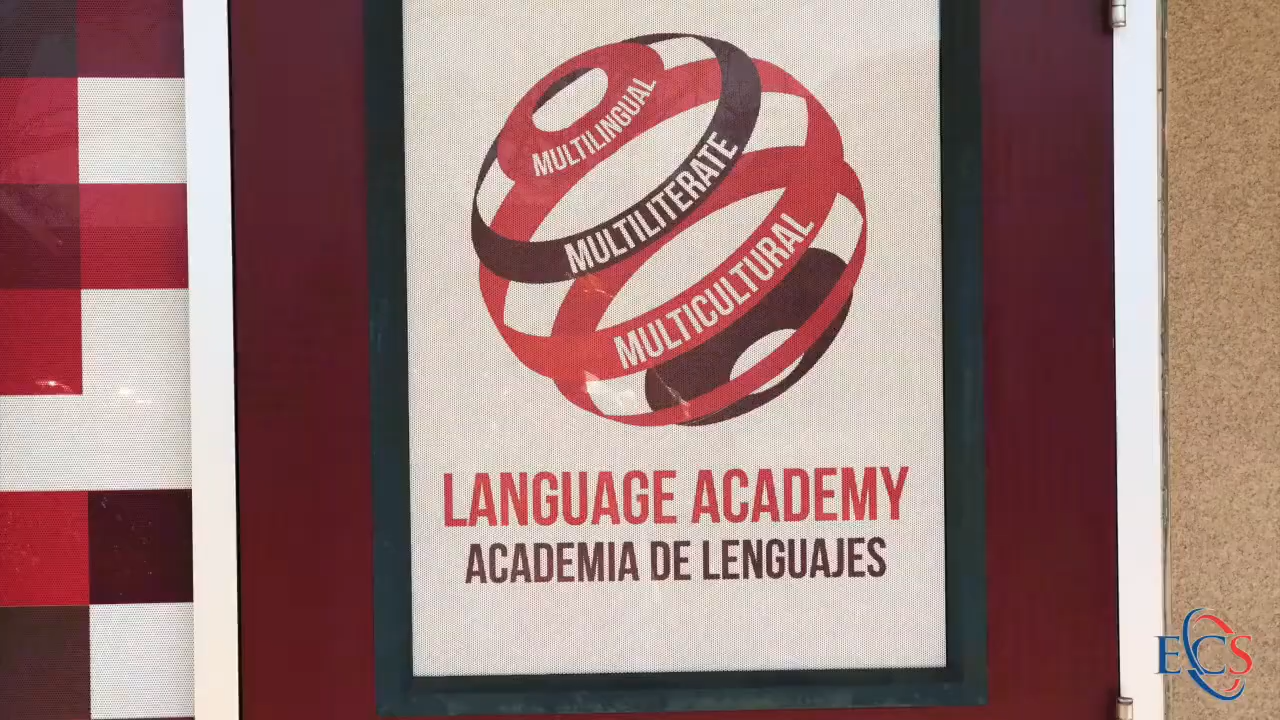 MULTILINGUAL
MULTILITERATE
MULTICULTURAL
LANGUAGE ACADEMY
ACADEMIA DE LENGUAJES
ECS